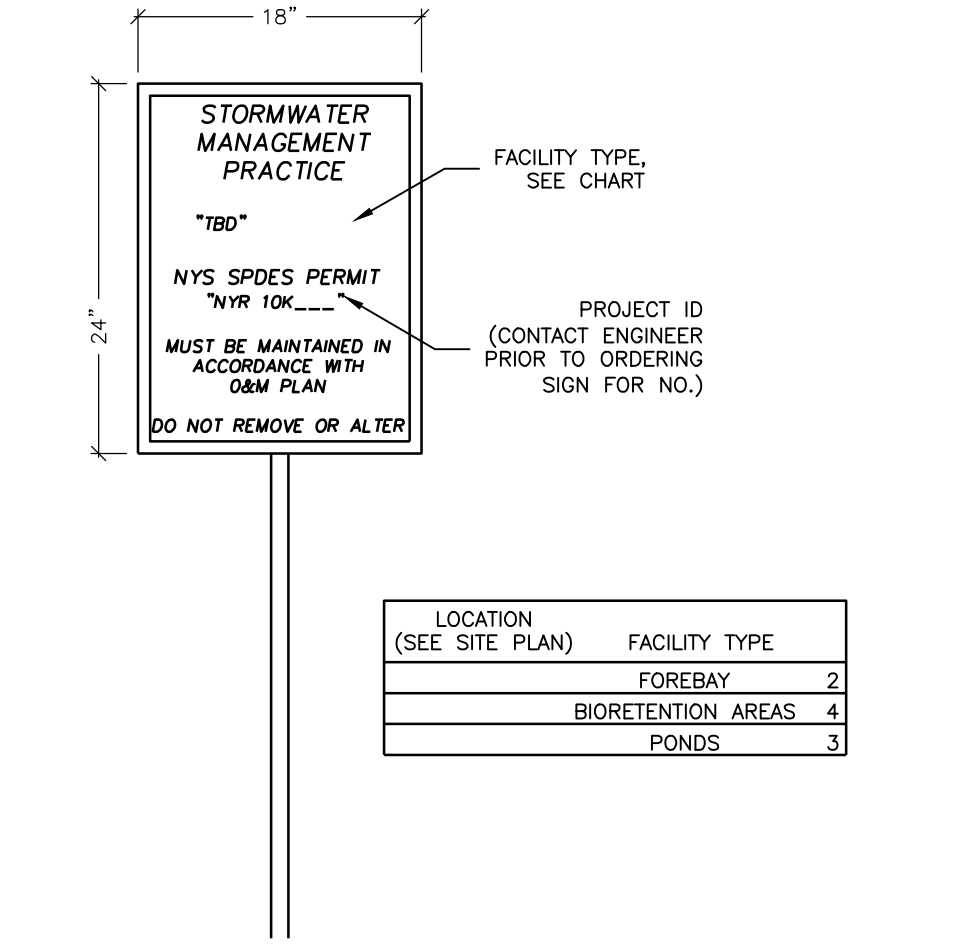 18"
STORMWATER
MANAGEMENT
PRACTICE
"TBD"
NYS SPDES PERMIT
"NYR 10K___"
MUST BE MAINTAINED IN
ACCORDANCE WITH
O&M PLAN
DO NOT REMOVE OR ALTER
24"
FACILITY TYPE,
SEE CHART
PROJECT ID
(CONTACT ENGINEER
PRIOR TO ORDERING
SIGN FOR NO.)
LOCATION
(SEE SITE PLAN) FACILITY TYPE
FOREBAY 2
BIORETENTION AREAS 4
PONDS 3